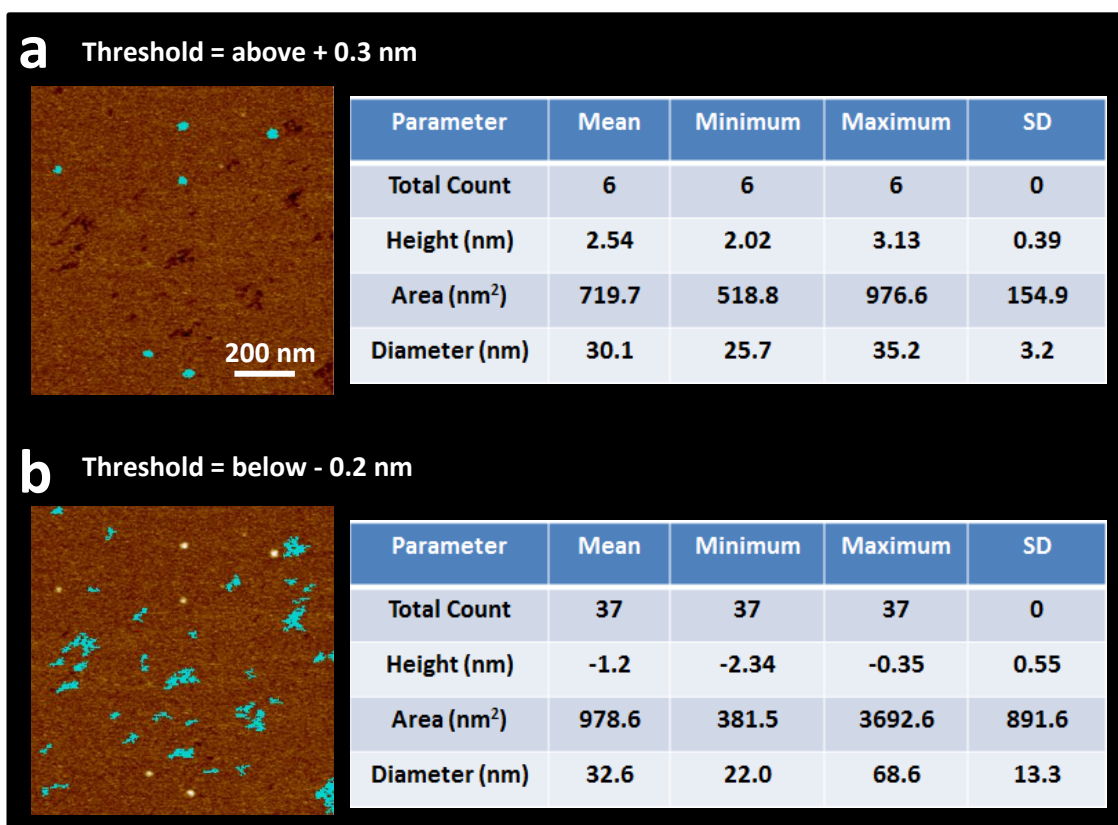 a Threshold = above + 0.3 nm
200 nm
Parameter Mean Minimum Maximum SD
Total Count 6 6 6 0
Height (nm) 2.54 2.02 3.13 0.39
Area (nm²) 719.7 518.8 976.6 154.9
Diameter (nm) 30.1 25.7 35.2 3.2
b Threshold = below - 0.2 nm
Parameter Mean Minimum Maximum SD
Total Count 37 37 37 0
Height (nm) -1.2 -2.34 -0.35 0.55
Area (nm²) 978.6 381.5 3692.6 891.6
Diameter (nm) 32.6 22.0 68.6 13.3